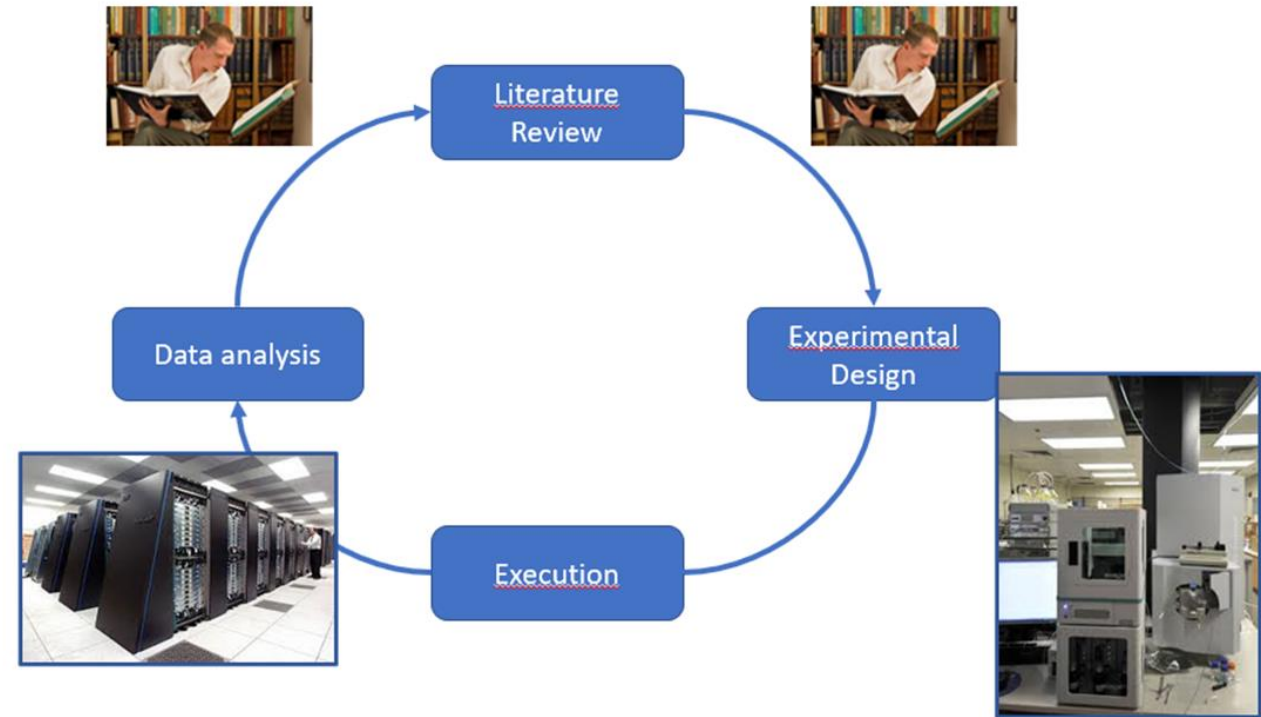 Literature
Review
Experimental
Design
Data analysis
Execution